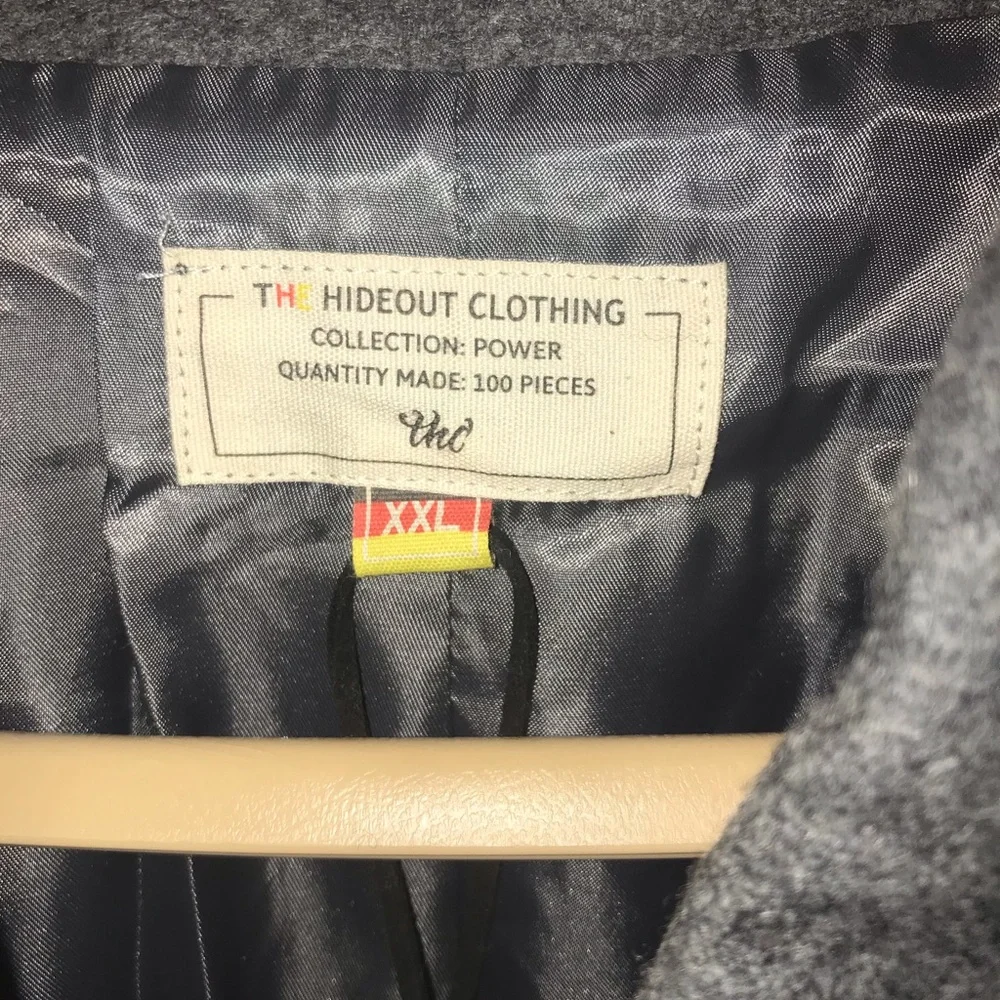 THE HIDEOUT CLOTHING
COLLECTION: POWER
QUANTITY MADE: 100 PIECES
thc
XXL